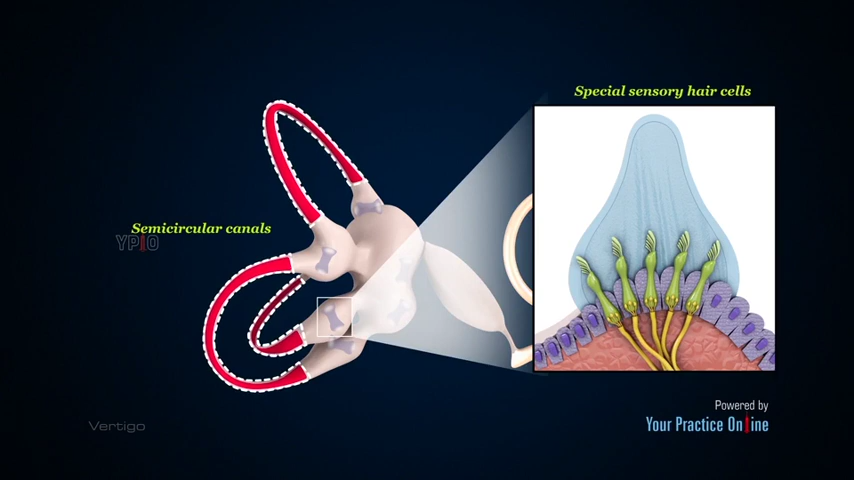 Special sensory hair cells
Semicircular canals
YPO
Powered by
Your Practice Online
Vertigo